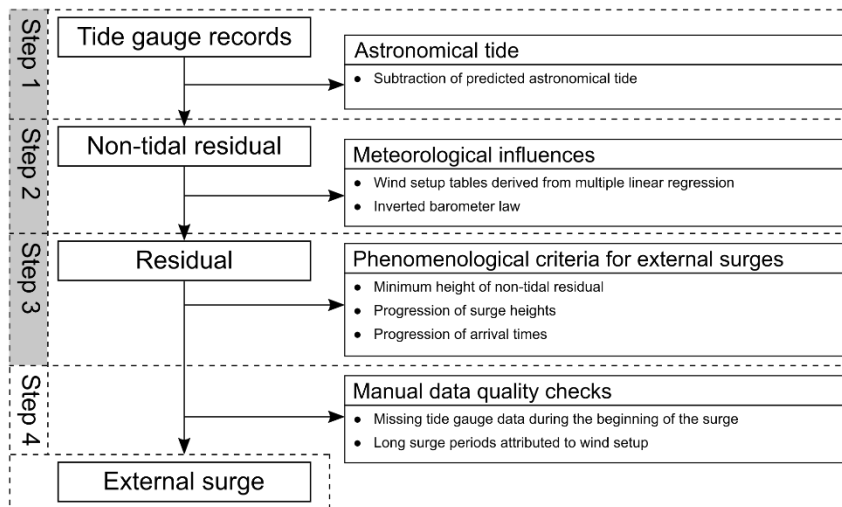 Step 1
Tide gauge records
Astronomical tide
● Subtraction of predicted astronomical tide
Step 2
Non-tidal residual
Meteorological influences
● Wind setup tables derived from multiple linear regression
● Inverted barometer law
Step 3
Residual
Phenomenological criteria for external surges
● Minimum height of non-tidal residual
● Progression of surge heights
● Progression of arrival times
Step 4
Manual data quality checks
● Missing tide gauge data during the beginning of the surge
● Long surge periods attributed to wind setup
External surge